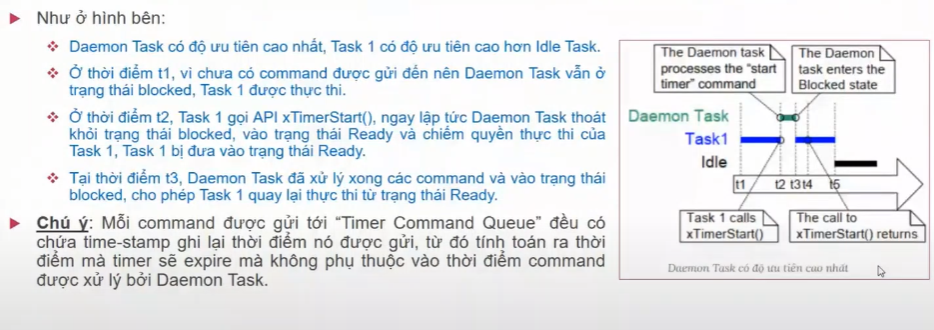 Như ở hình bên:
Daemon Task có độ ưu tiên cao nhất, Task 1 có độ ưu tiên cao hơn Idle Task.
Ở thời điểm t1, vì chưa có command được gửi đến nên Daemon Task vẫn ở
trạng thái blocked, Task 1 được thực thi.
Ở thời điểm t2, Task 1 gọi API xTimerStart(), ngay lập tức Daemon Task thoát
khỏi trạng thái blocked, vào trạng thái Ready và chiếm quyền thực thi của
Task 1, Task 1 bị đưa vào trạng thái Ready.
Tại thời điểm t3, Daemon Task đã xử lý xong các command và vào trạng thái
blocked, cho phép Task 1 quay lại thực thi từ trạng thái Ready.
Chú ý: Mỗi command được gửi tới “Timer Command Queue” đều có
chứa time-stamp ghi lại thời điểm nó được gửi, từ đó tính toán ra thời
điểm mà timer sẽ expire mà không phụ thuộc vào thời điểm command
được xử lý bởi Daemon Task.
The Daemon task
processes the “start
timer” command
The Daemon
task enters the
Blocked state
Daemon Task
Task1
Idle
t1 t2 t3 t4 t5
Task 1 calls
xTimerStart()
The call to
xTimerStart() returns
Daemon Task có độ ưu tiên cao nhất